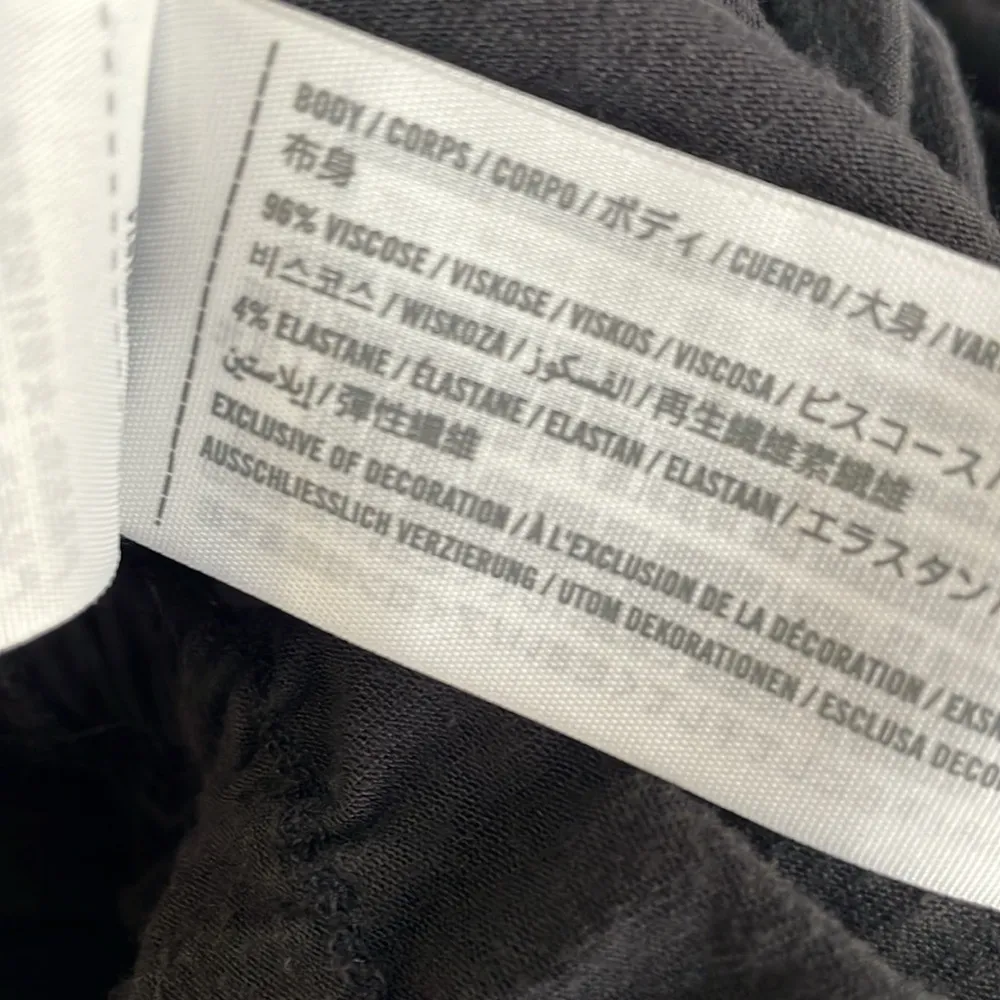 BODY / CORPS / CORPO / ボディ / CUERPO / 大身 / VAR
布身
96% VISCOSE / VISKOSE / VISKOS / VISCOSA / ビスコース /
비스코스 / WISKOZA / الفسكوز / 再生纖維素纖維
4% ELASTANE / ÉLASTANE / ELASTAN / ELASTAAN / エラスタン
إيلاستين / 彈性纖維
EXCLUSIVE OF DECORATION / À L'EXCLUSION DE LA DÉCORATION /
AUSSCHLIESSLICH VERZIERUNG / UTOM DEKORATIONEN / ESCLUSA DECO